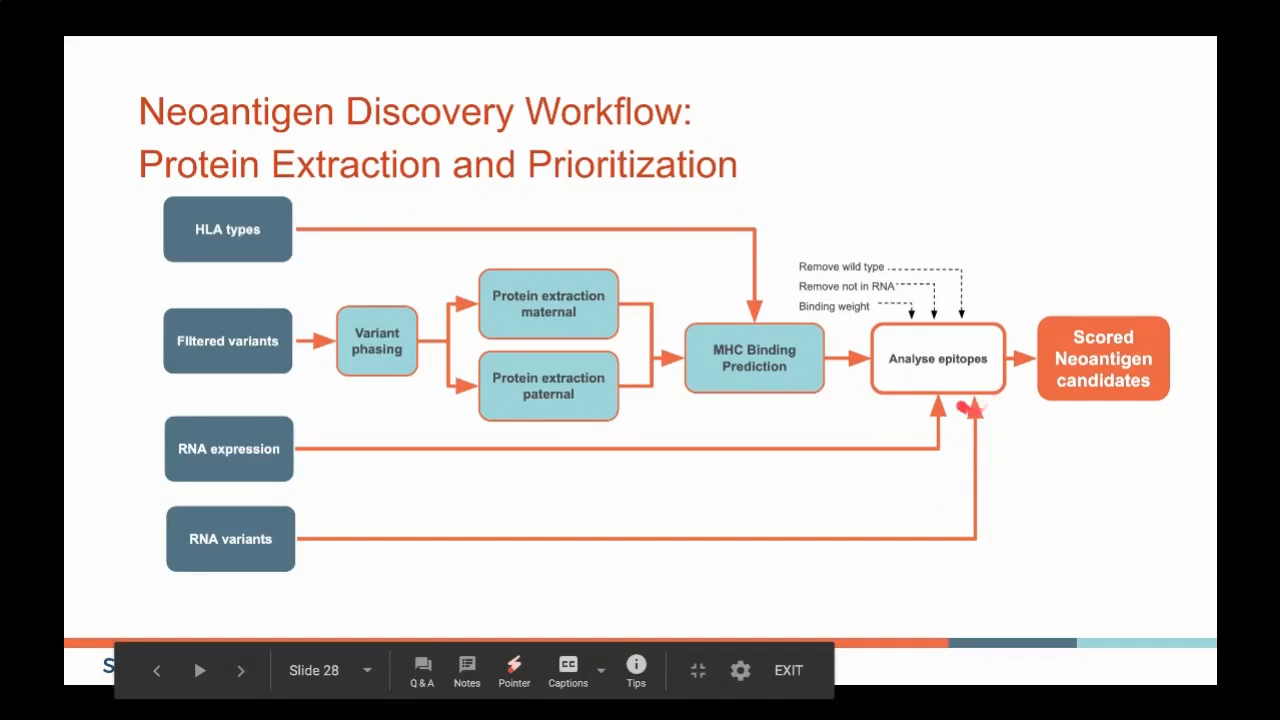 Neoantigen Discovery Workflow:
Protein Extraction and Prioritization
HLA types
Remove wild type
Remove not in RNA
Binding weight
FIltered variants
Variant
phasing
Protein extraction
maternal
Protein extraction
paternal
MHC Binding
Prediction
Analyse epitopes
Scored
Neoantigen
candidates
RNA expression
RNA variants
S
Slide 28
Q & A
Notes
Pointer
CC
Captions
Tips
EXIT